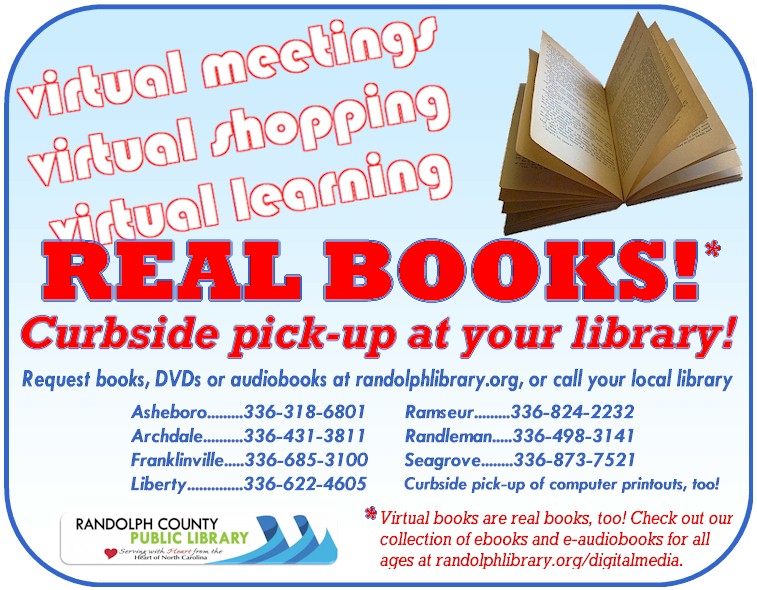 virtual meetings
virtual shopping
virtual learning
REAL BOOKS!*
Curbside pick-up at your library!
Request books, DVDs or audiobooks at randolphlibrary.org, or call your local library
Asheboro.........336-318-6801
Archdale..........336-431-3811
Franklinville.....336-685-3100
Liberty..............336-622-4605
Ramseur.........336-824-2232
Randleman.....336-498-3141
Seagrove........336-873-7521
Curbside pick-up of computer printouts, too!
RANDOLPH COUNTY
PUBLIC LIBRARY
Serving with Heart from the
Heart of North Carolina
* Virtual books are real books, too! Check out our
collection of ebooks and e-audiobooks for all
ages at randolphlibrary.org/digitalmedia.